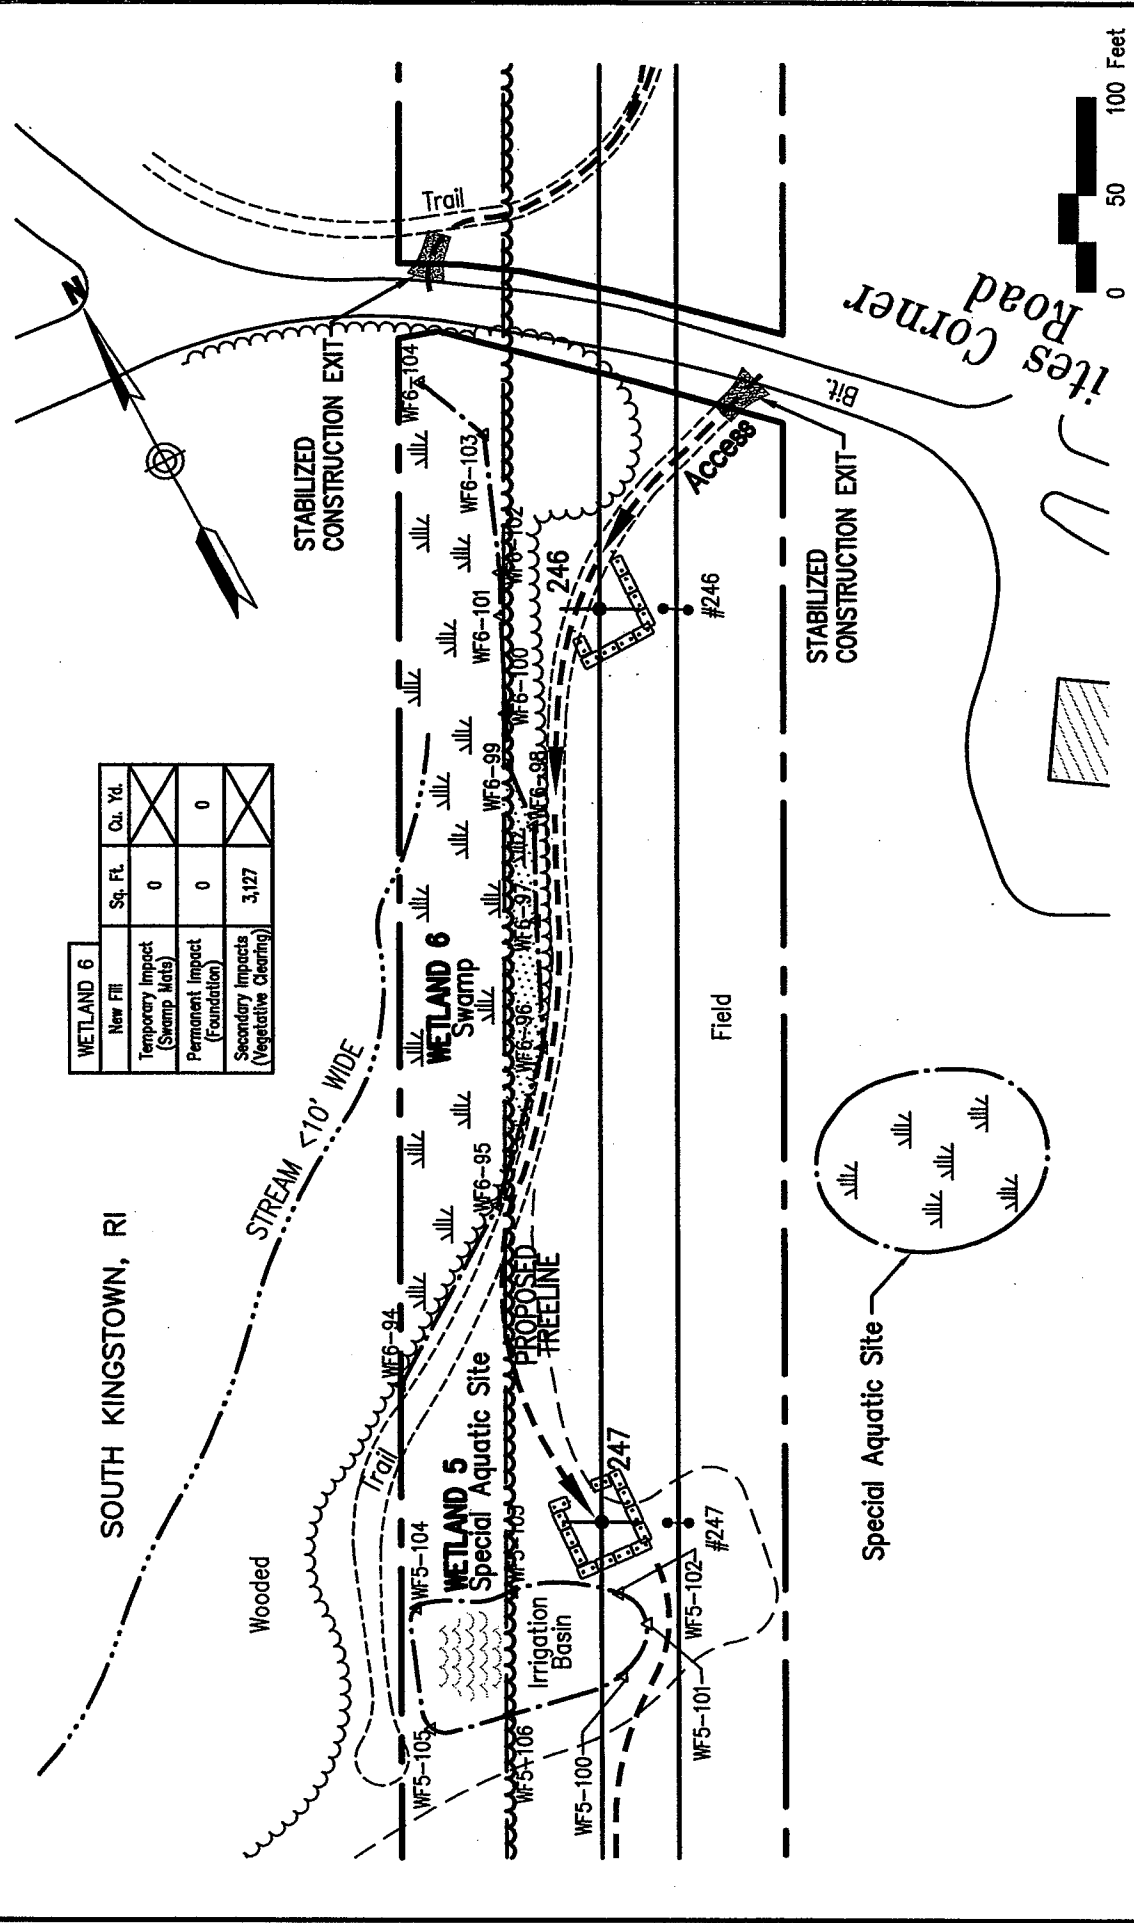 SOUTH KINGSTOWN, RI
WETLAND 6
New Fill
Sq. Ft.
Cu. Yd.
Temporary Impact
(Swamp Mats)
0
Permanent Impact
(Foundation)
0
0
Secondary Impacts
(Vegetative Clearing)
3,127
N
STREAM <10' WIDE
Wooded
Trail
STABILIZED
CONSTRUCTION EXIT
Trail
WF6-94
WF6-95
WF6-96
WF6-97
WF6-98
WF6-99
WF6-100
WF6-101
WF6-102
WF6-103
WF6-104
WETLAND 6
Swamp
WETLAND 5
Special Aquatic Site
WF5-104
WF5-103
WF5-105
WF5-106
Irrigation
Basin
PROPOSED
TREELINE
246
#246
247
#247
WF5-100
WF5-101
WF5-102
Access
Field
Bit.
STABILIZED
CONSTRUCTION EXIT
Special Aquatic Site
ites Corner
Road
0
50
100 Feet